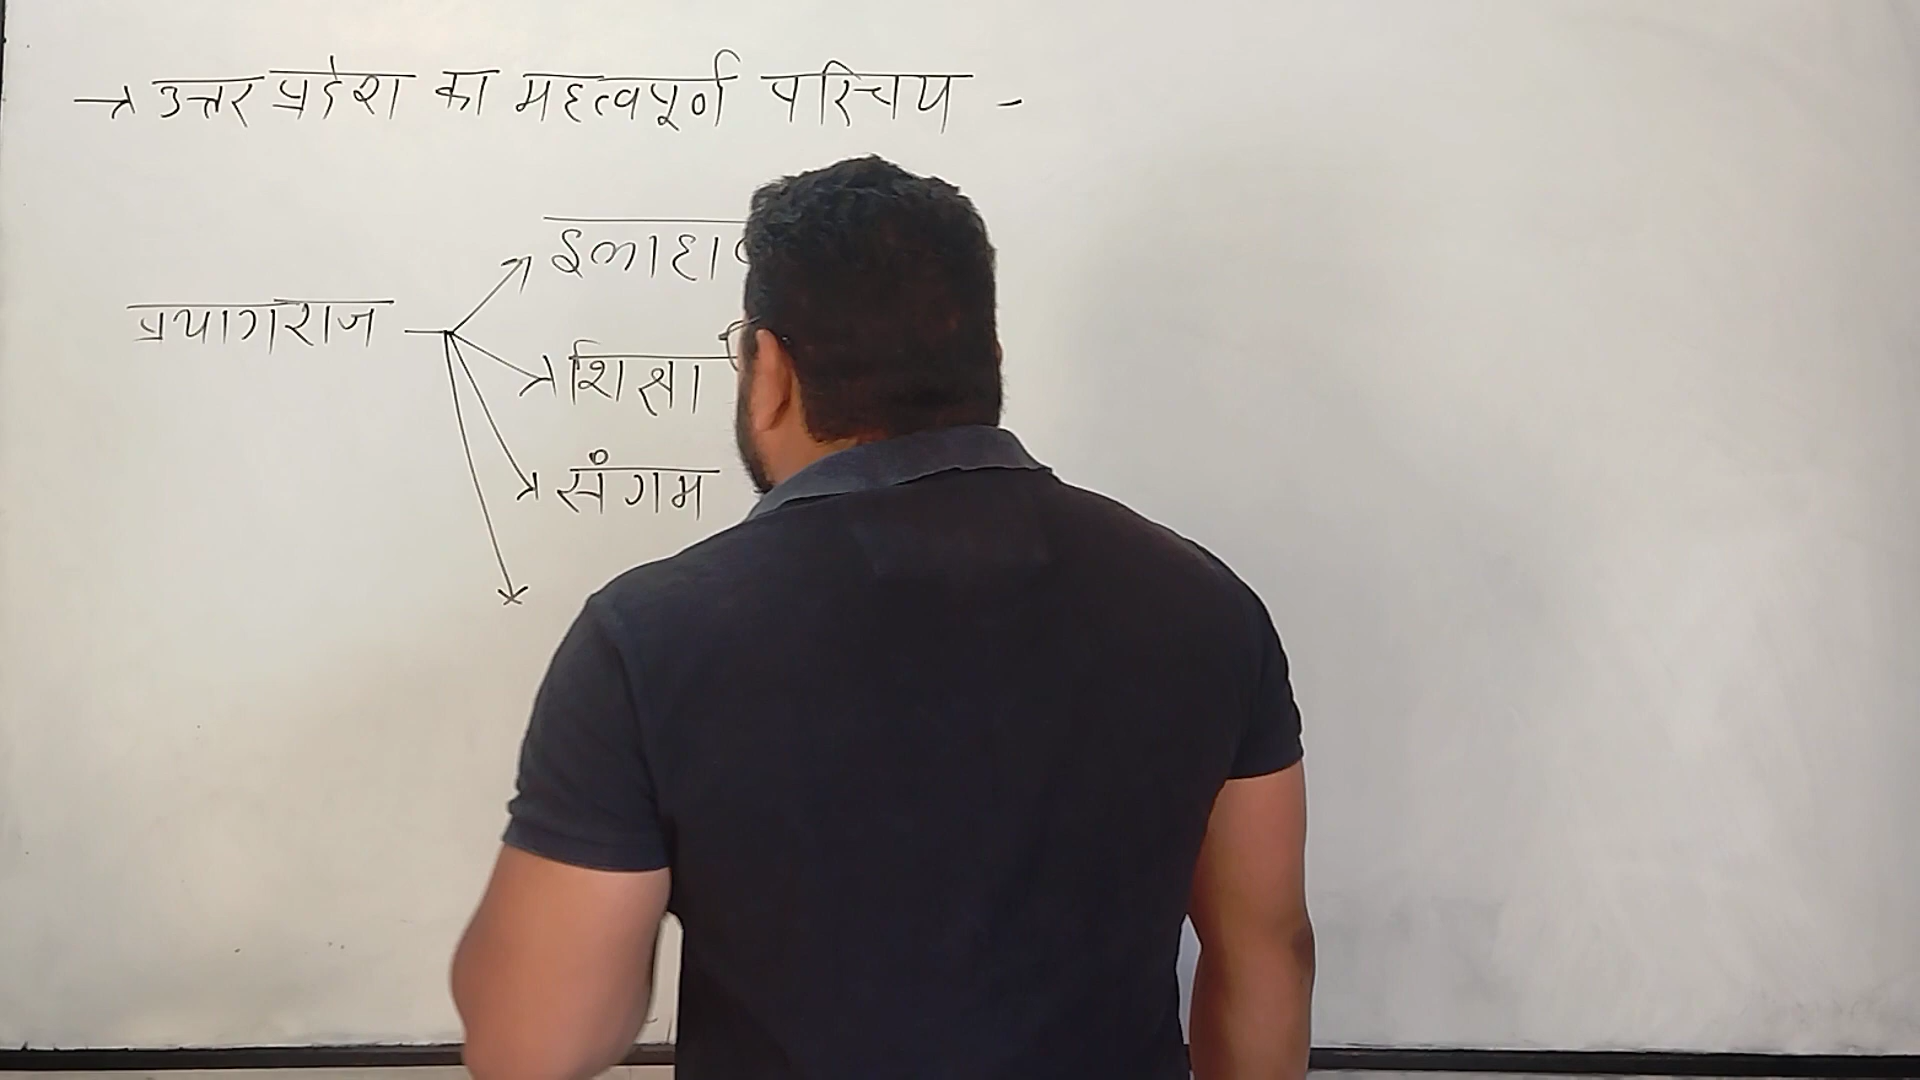 → उत्तर प्रदेश का महत्वपूर्ण परिचय -
प्रयागराज
शिक्षा
संगम